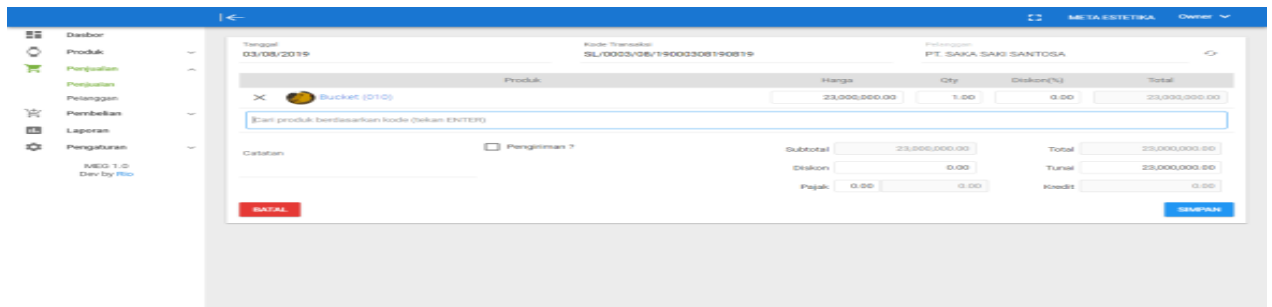 META ESTETIKA Owner
Dasbor
Produk
Penjualan
Penjualan
Pelanggan
Pembelian
Laporan
Pengaturan
MEG 1.0
Dev by Rio
Tanggal Kode Transaksi Pelanggan
03/08/2019 SL/0003/08/19000308190819 PT. SAKA SAKI SANTOSA
Produk Harga Qty Diskon(%) Total
Bucket (010) 23,000,000.00 1.00 0.00 23,000,000.00
Cari produk berdasarkan kode (tekan ENTER)
Catatan Pengiriman ? Subtotal 23,000,000.00 Total 23,000,000.00
Diskon 0.00 Tunai 23,000,000.00
Pajak 0.00 0.00 Kredit 0.00
BATAL SIMPAN